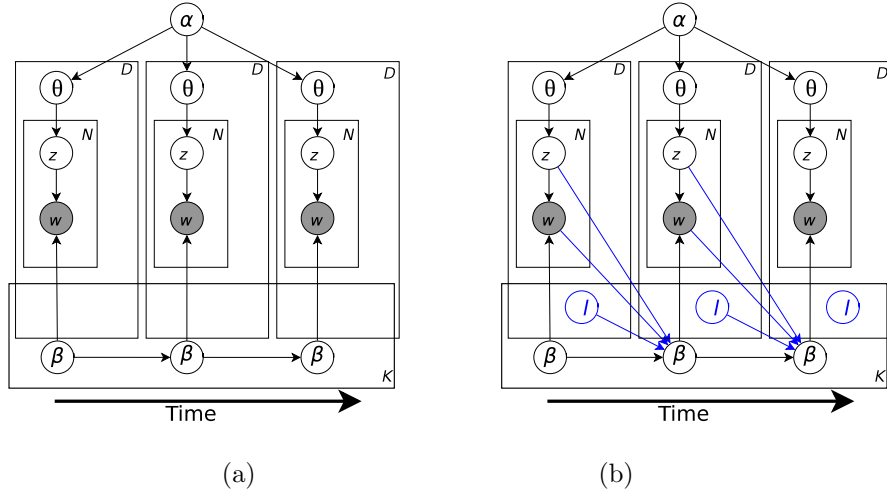 α α
D D D D D D
θ θ θ θ θ θ
N N N N N N
z z z z z z
w w w w w w
l l l
β β β β β β
K K
Time Time
(a) (b)